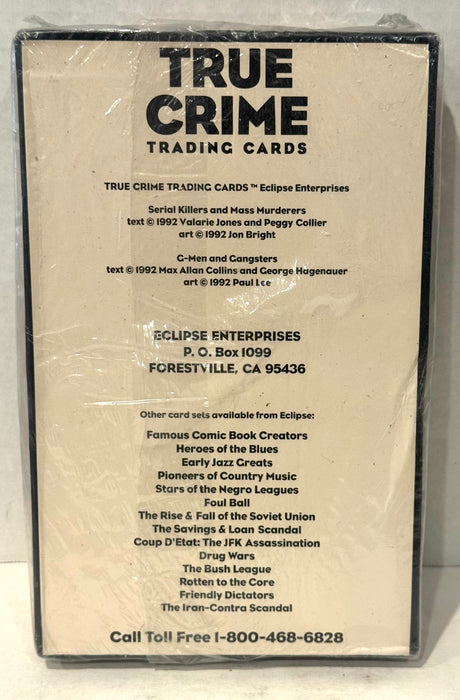 TRUE
CRIME
TRADING CARDS
TRUE CRIME TRADING CARDS ™ Eclipse Enterprises
Serial Killers and Mass Murderers
text © 1992 Valarie Jones and Peggy Collier
art © 1992 Jon Bright
G-Men and Gangsters
text © 1992 Max Allan Collins and George Hagenauer
art © 1992 Paul Lee
ECLIPSE ENTERPRISES
P. O. Box 1099
FORESTVILLE, CA 95436
Other card sets available from Eclipse:
Famous Comic Book Creators
Heroes of the Blues
Early Jazz Greats
Pioneers of Country Music
Stars of the Negro Leagues
Foul Ball
The Rise & Fall of the Soviet Union
The Savings & Loan Scandal
Coup D'Etat: The JFK Assassination
Drug Wars
The Bush League
Rotten to the Core
Friendly Dictators
The Iran-Contra Scandal
Call Toll Free 1-800-468-6828